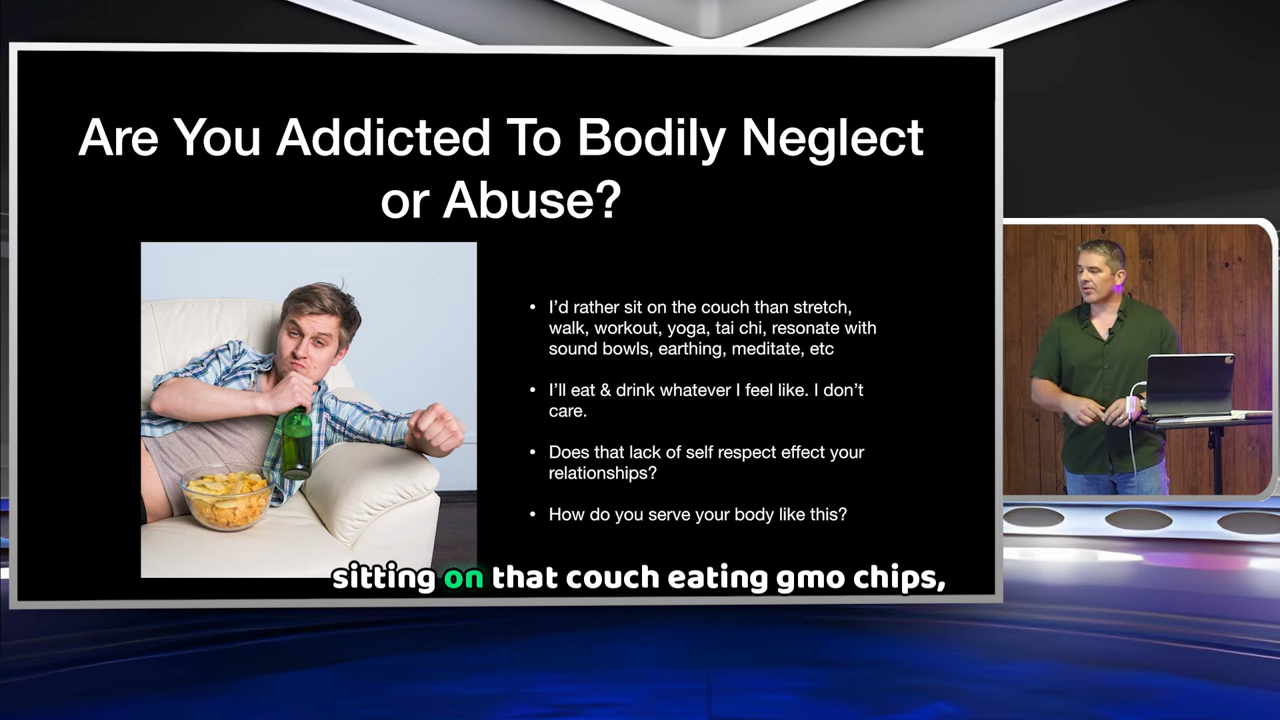 Are You Addicted To Bodily Neglect
or Abuse?
• I’d rather sit on the couch than stretch,
walk, workout, yoga, tai chi, resonate with
sound bowls, earthing, meditate, etc
• I’ll eat & drink whatever I feel like. I don’t
care.
• Does that lack of self respect effect your
relationships?
• How do you serve your body like this?
sitting on that couch eating gmo chips,